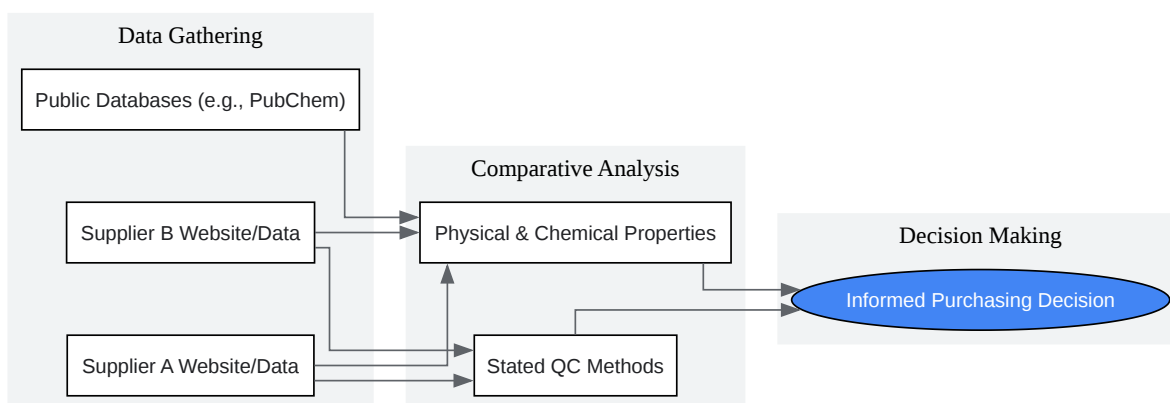 Data Gathering
Public Databases (e.g., PubChem)
Supplier B Website/Data
Supplier A Website/Data
Comparative Analysis
Physical & Chemical Properties
Stated QC Methods
Decision Making
Informed Purchasing Decision